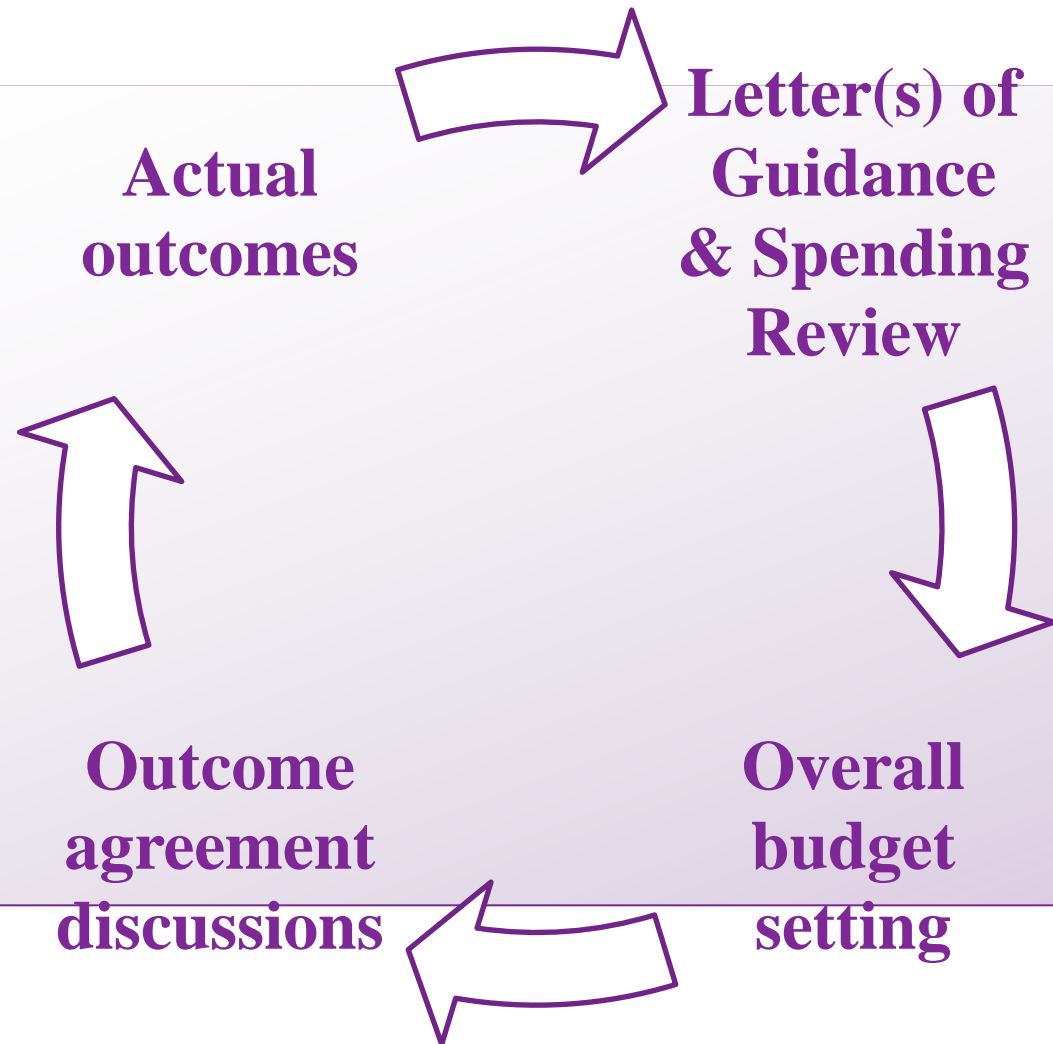 Actual
outcomes
Letter(s) of
Guidance
& Spending
Review
Outcome
agreement
discussions
Overall
budget
setting